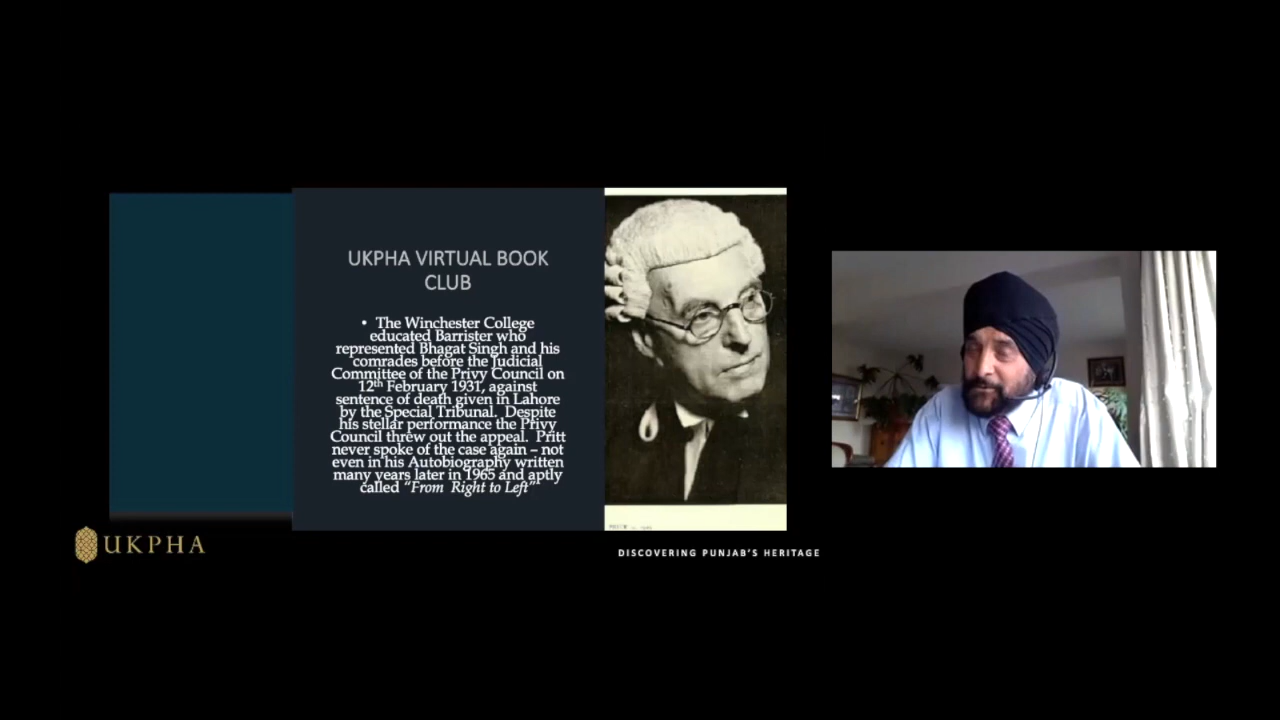 UKPHA VIRTUAL BOOK
CLUB
• The Winchester College
educated Barrister who
represented Bhagat Singh and his
comrades before the Judicial
Committee of the Privy Council on
12th February 1931, against
sentence of death given in Lahore
by the Special Tribunal. Despite
his stellar performance the Privy
Council threw out the appeal. Pritt
never spoke of the case again – not
even in his Autobiography written
many years later in 1965 and aptly
called “From Right to Left”
UKPHA
DISCOVERING PUNJAB'S HERITAGE